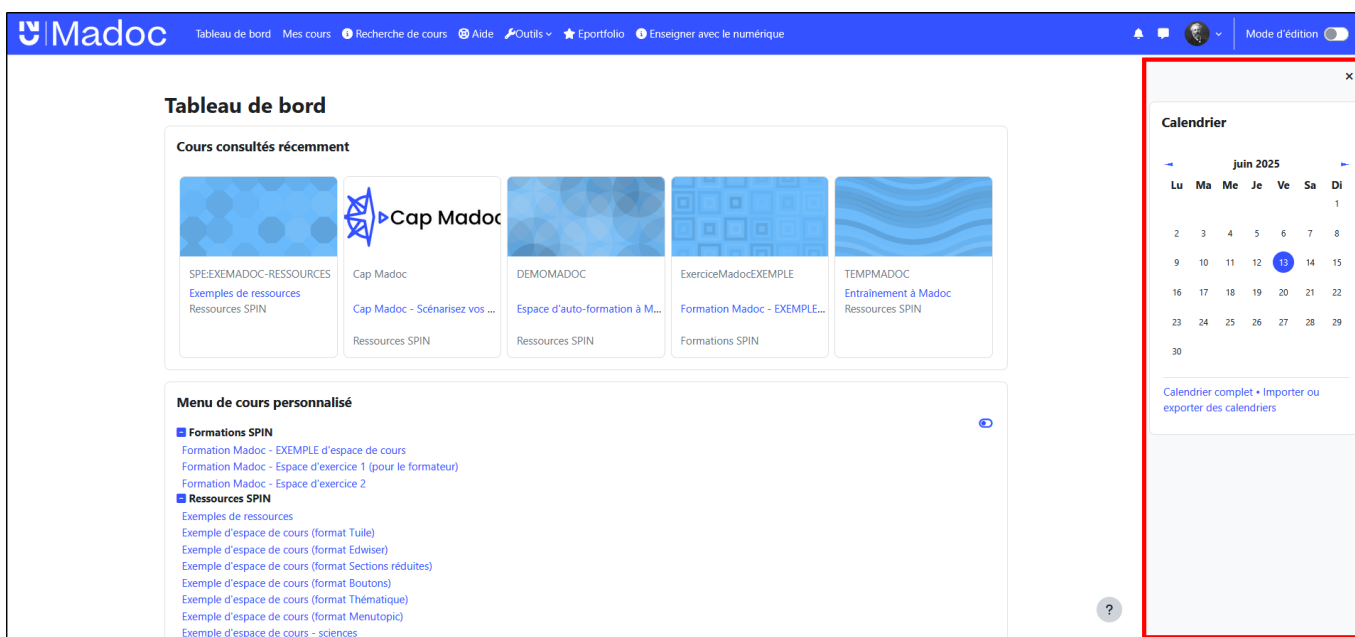 Madoc
Tableau de bord Mes cours Recherche de cours Aide Outils Eportfolio Enseigner avec le numérique Mode d'édition
Tableau de bord
Cours consultés récemment
Cap Madoc
SPE:EXEMADOC-RESSOURCES
Exemples de ressources
Ressources SPIN
Cap Madoc
Cap Madoc - Scénarisez vos ...
Ressources SPIN
DEMOMADOC
Espace d'auto-formation à M...
Ressources SPIN
ExerciceMadocEXEMPLE
Formation Madoc - EXEMPLE...
Formations SPIN
TEMPMADOC
Entraînement à Madoc
Ressources SPIN
Menu de cours personnalisé
Formations SPIN
Formation Madoc - EXEMPLE d'espace de cours
Formation Madoc - Espace d'exercice 1 (pour le formateur)
Formation Madoc - Espace d'exercice 2
Ressources SPIN
Exemples de ressources
Exemple d'espace de cours (format Tuile)
Exemple d'espace de cours (format Edwiser)
Exemple d'espace de cours (format Sections réduites)
Exemple d'espace de cours (format Boutons)
Exemple d'espace de cours (format Thématique)
Exemple d'espace de cours (format Menutopic)
Exemple d'espace de cours - sciences
?
×
Calendrier
◄ juin 2025 ►
Lu Ma Me Je Ve Sa Di
1
2 3 4 5 6 7 8
9 10 11 12 13 14 15
16 17 18 19 20 21 22
23 24 25 26 27 28 29
30
Calendrier complet • Importer ou
exporter des calendriers